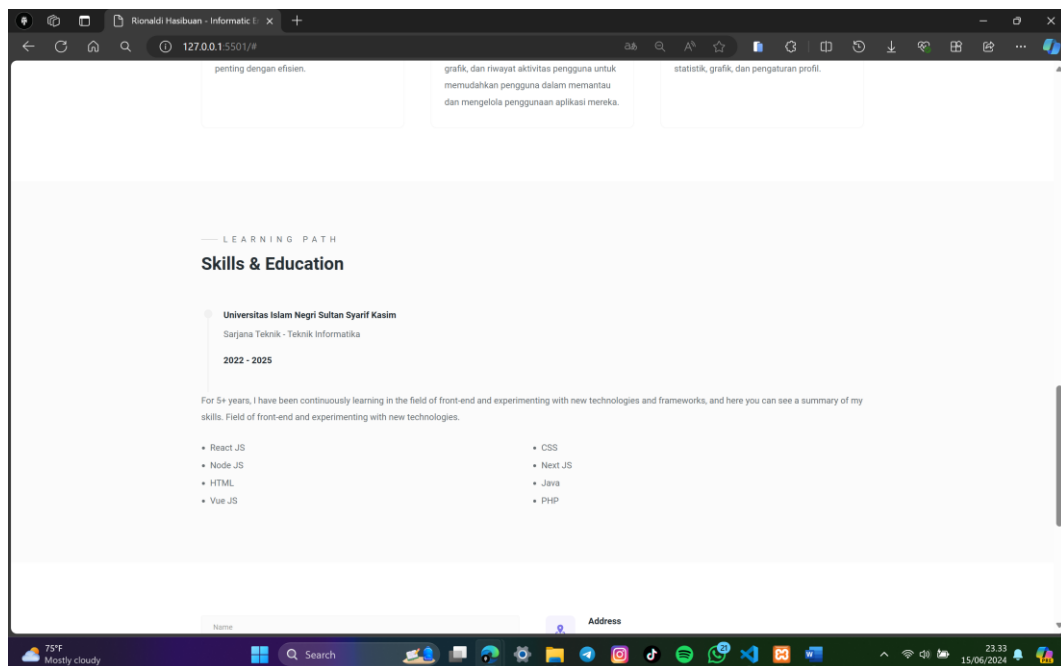 Rionaldi Hasibuan - Informatic E
127.0.0.1:5501/#
penting dengan efisien.
grafik, dan riwayat aktivitas pengguna untuk
memudahkan pengguna dalam memantau
dan mengelola penggunaan aplikasi mereka.
statistik, grafik, dan pengaturan profil.
LEARNING PATH
Skills & Education
Universitas Islam Negri Sultan Syarif Kasim
Sarjana Teknik - Teknik Informatika
2022 - 2025
For 5+ years, I have been continuously learning in the field of front-end and experimenting with new technologies and frameworks, and here you can see a summary of my
skills. Field of front-end and experimenting with new technologies.
• React JS
• Node JS
• HTML
• Vue JS
• CSS
• Next JS
• Java
• PHP
Name
Address
75°F
Mostly cloudy
Search
21
23.33
15/06/2024